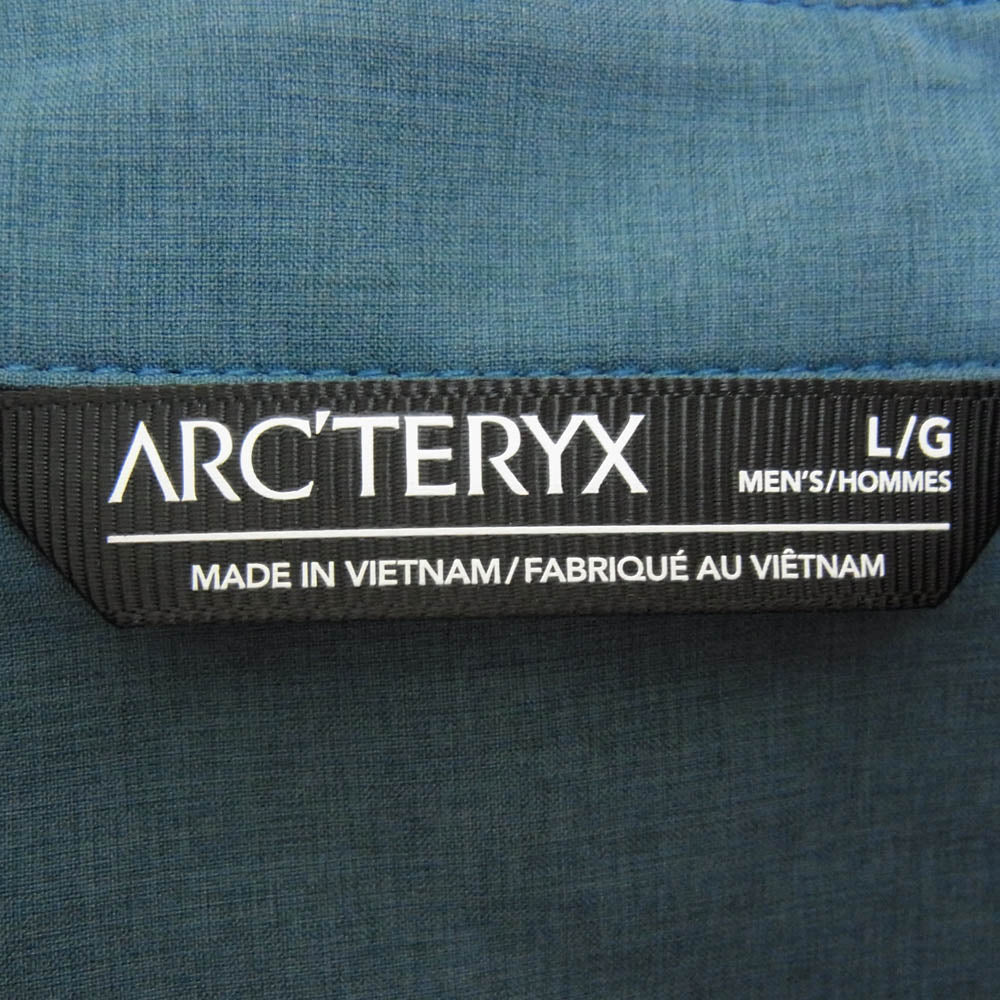 ARC'TERYX
L/G
MEN'S/HOMMES
MADE IN VIETNAM/FABRIQUÉ AU VIÊTNAM